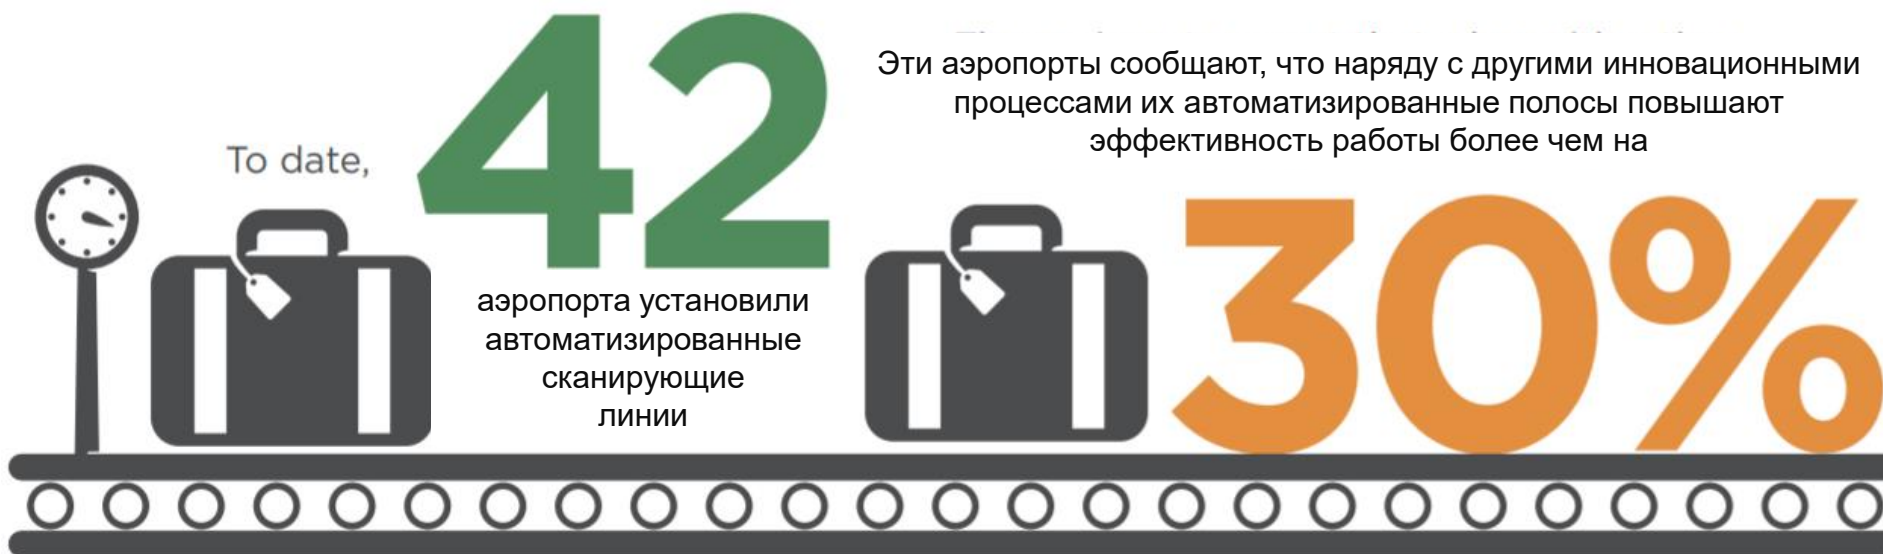 To date,
42
аэропорта установили
автоматизированные
сканирующие
линии
Эти аэропорты сообщают, что наряду с другими инновационными
процессами их автоматизированные полосы повышают
эффективность работы более чем на
30%